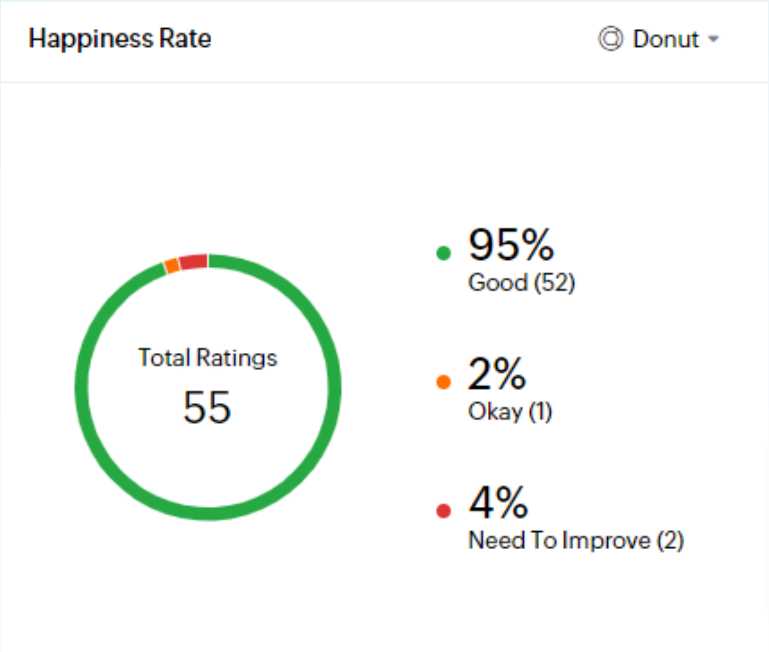 Happiness Rate
Donut
95%
Good (52)
Total Ratings
55
2%
Okay (1)
4%
Need To Improve (2)